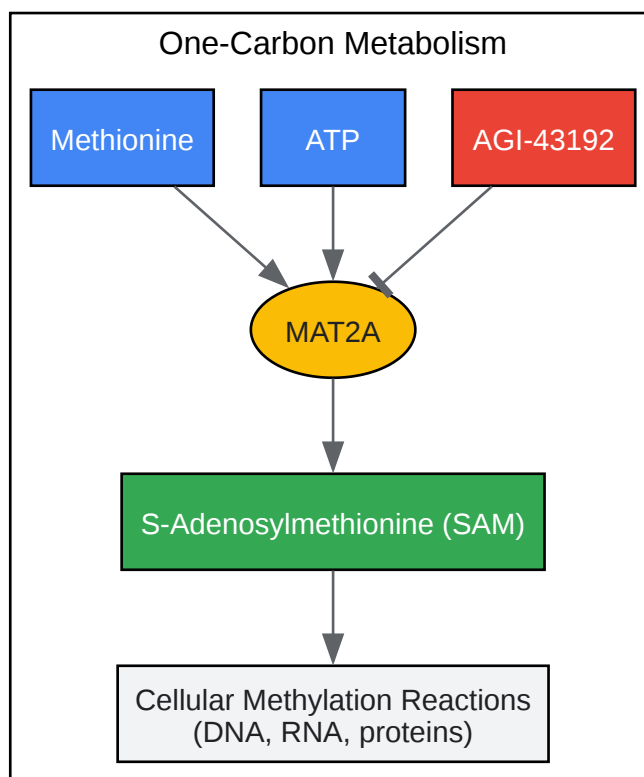 One-Carbon Metabolism
Methionine
ATP
AGI-43192
MAT2A
S-Adenosylmethionine (SAM)
Cellular Methylation Reactions
(DNA, RNA, proteins)